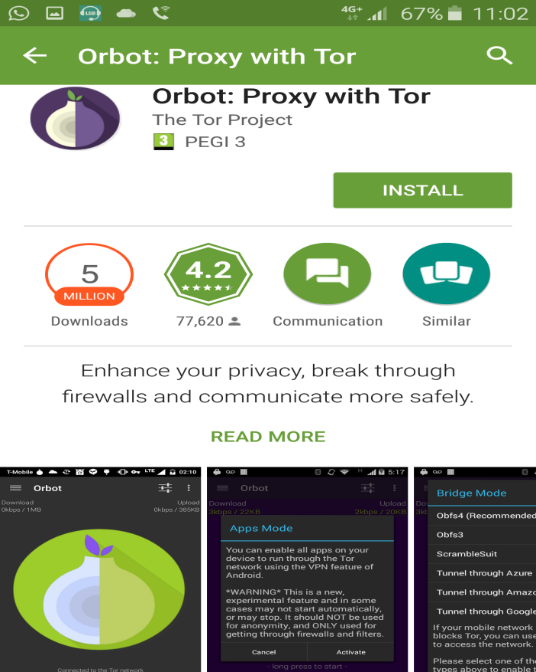 4G+ 67% 11:02
Orbot: Proxy with Tor
Orbot: Proxy with Tor
The Tor Project
3 PEGI 3
INSTALL
5
MILLION
Downloads
4.2
77,620
Communication
Similar
Enhance your privacy, break through
firewalls and communicate more safely.
READ MORE
T-Mobile LTE 02:10
Orbot
Download Upload
0kbps / 1MB 0kbps / 385KB
Connected to the Tor network
5:17
Orbot
Download Upload
3kbps / 22KB 2kbps / 20KB
Apps Mode
You can enable all apps on your
device to run through the Tor
network using the VPN feature of
Android.
*WARNING* This is a new,
experimental feature and in some
cases may not start automatically,
or may stop. It should NOT be used
for anonymity, and ONLY used for
getting through firewalls and filters.
Cancel Activate
- long press to start -
Bridge Mode
Obfs4 (Recommended
Obfs3
ScrambleSuit
Tunnel through Azure
Tunnel through Amazo
Tunnel through Google
If your mobile network
blocks Tor, you can use
to access the network.
Please select one of the
types above to enable t